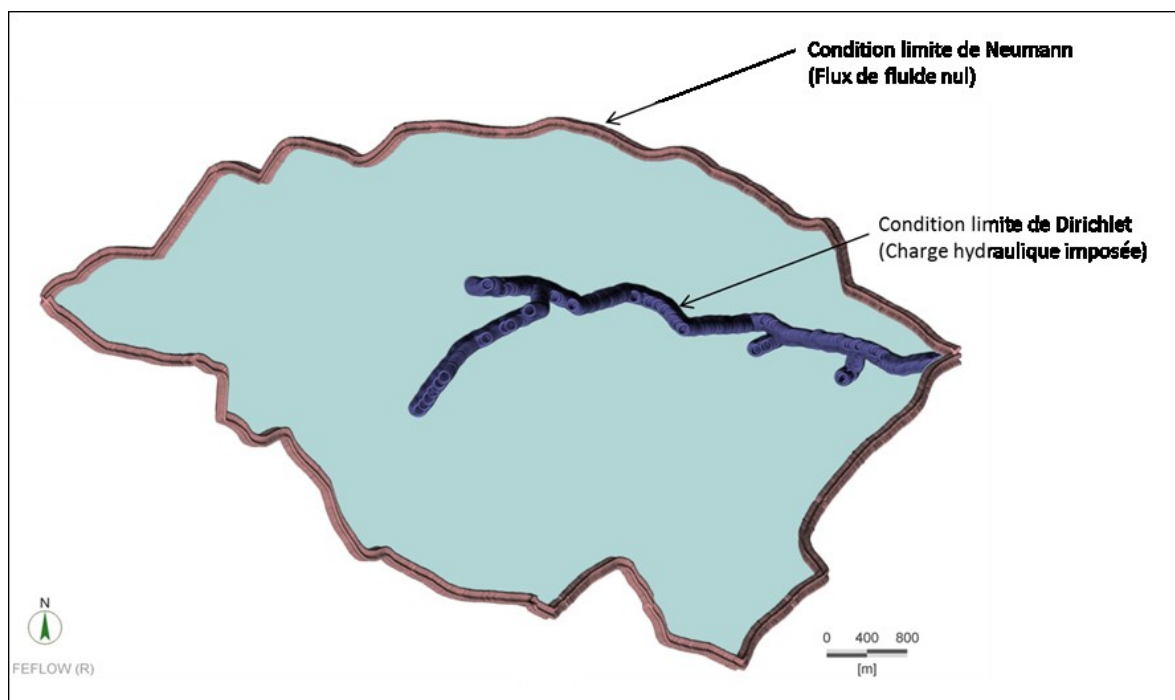 Condition limite de Neumann
(Flux de fluide nul)
Condition limite de Dirichlet
(Charge hydraulique imposée)
N
FEFLOW (R)
0 400 800
[m]